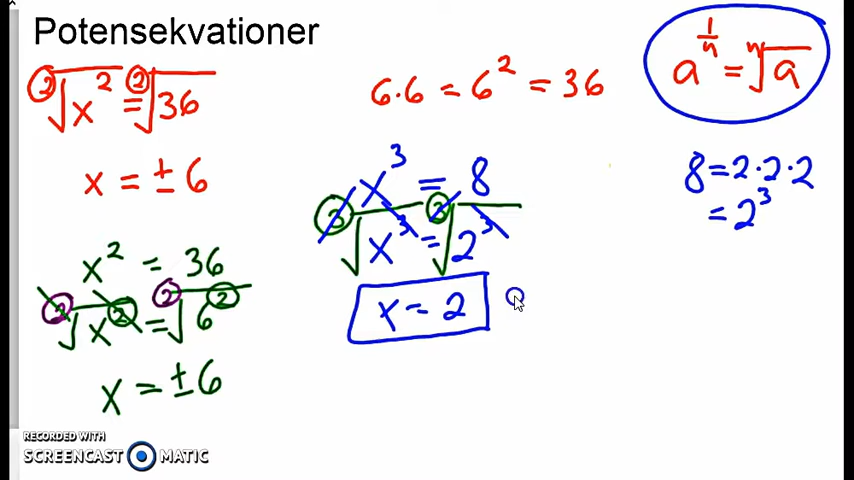 Potensekvationer
²√x² = ²√36
x = ±6
x² = 36
²√x² = ²√6²
x = ±6
6·6 = 6² = 36
x³ = 8
³√x³ = ³√2³
x = 2
a^(1/n) = ⁿ√a
8 = 2·2·2
= 2³
RECORDED WITH
SCREENCAST MATIC